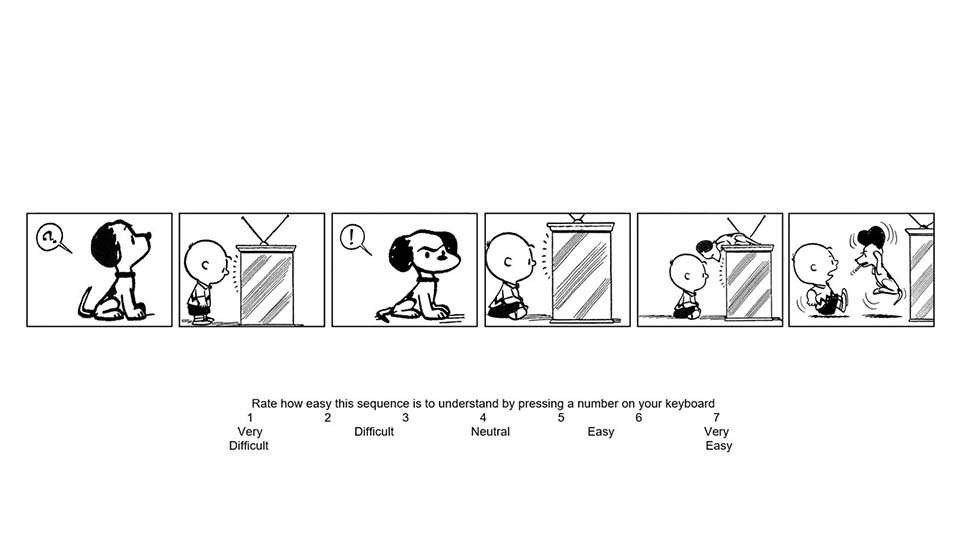 ?
!
Rate how easy this sequence is to understand by pressing a number on your keyboard
1 2 3 4 5 6 7
Very Difficult Neutral Easy Very
Difficult Easy